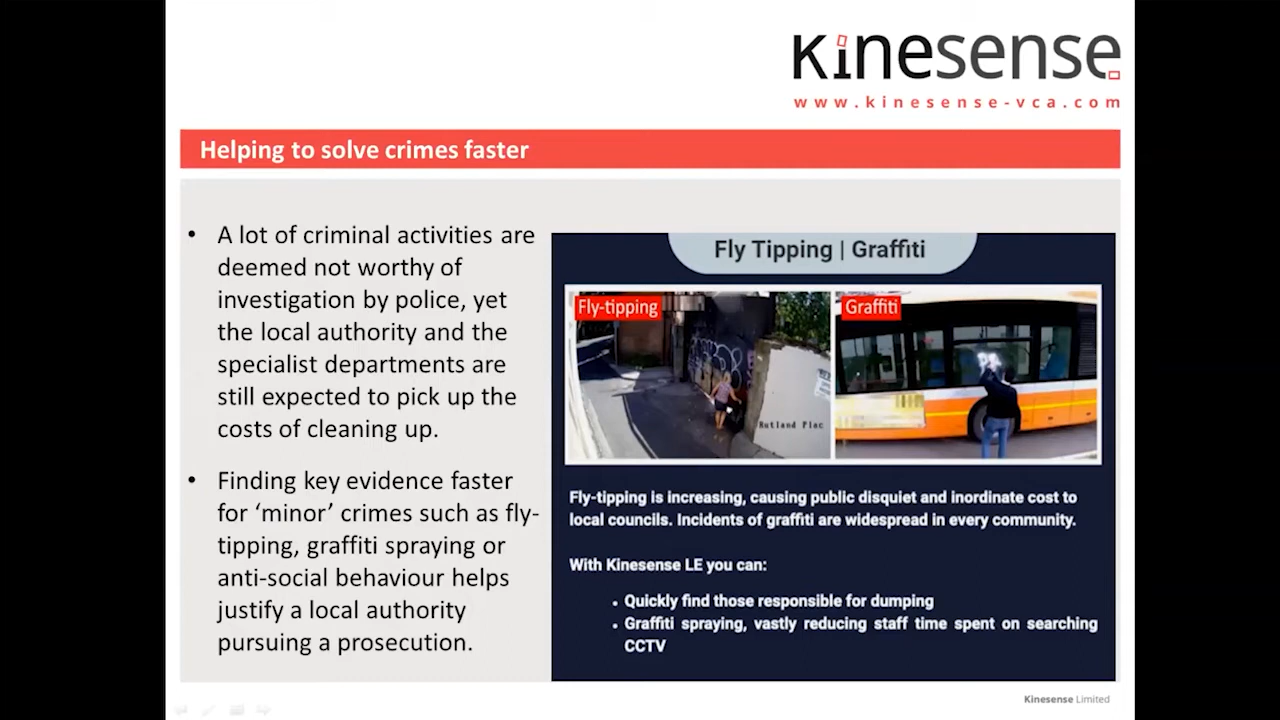 Kinesense
www.kinesense-vca.com
Helping to solve crimes faster
• A lot of criminal activities are
deemed not worthy of
investigation by police, yet
the local authority and the
specialist departments are
still expected to pick up the
costs of cleaning up.
• Finding key evidence faster
for ‘minor’ crimes such as fly-
tipping, graffiti spraying or
anti-social behaviour helps
justify a local authority
pursuing a prosecution.
Fly Tipping | Graffiti
Fly-tipping
Graffiti
Rutland Plac
Fly-tipping is increasing, causing public disquiet and inordinate cost to
local councils. Incidents of graffiti are widespread in every community.
With Kinesense LE you can:
• Quickly find those responsible for dumping
• Graffiti spraying, vastly reducing staff time spent on searching
CCTV
Kinesense Limited